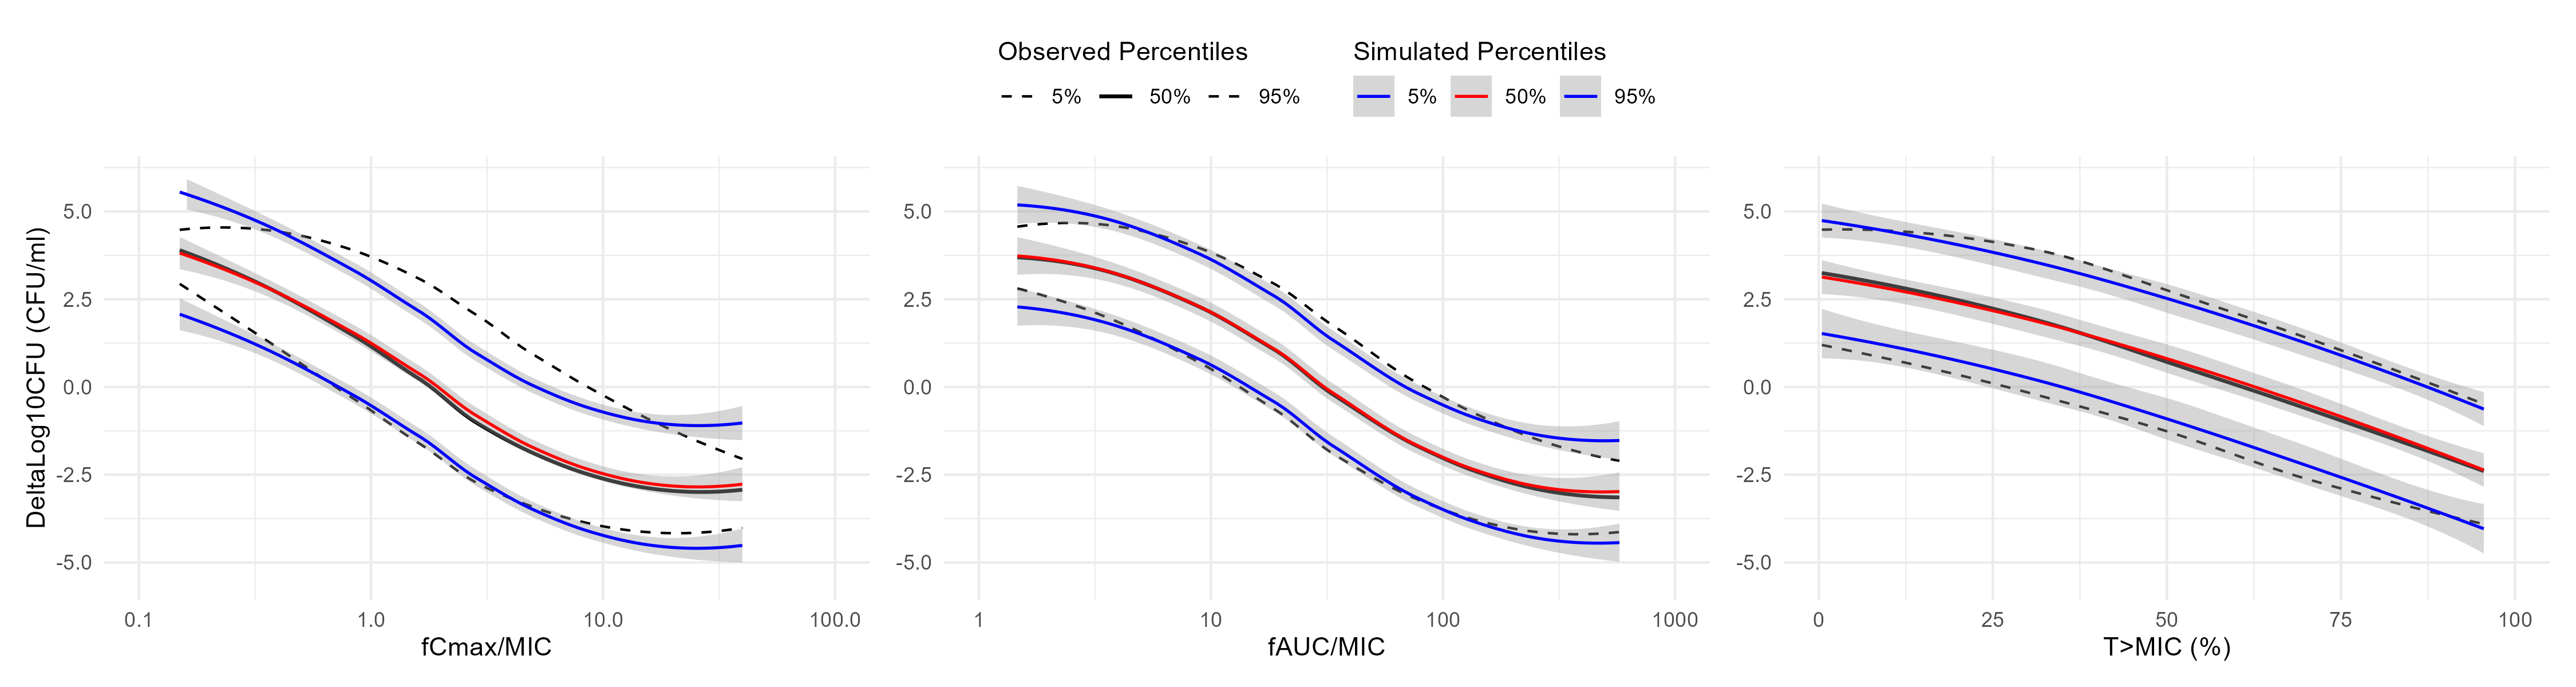 Observed Percentiles
5% 50% 95%
Simulated Percentiles
5% 50% 95%
DeltaLog10CFU (CFU/ml)
5.0
2.5
0.0
-2.5
-5.0
0.1 1.0 10.0 100.0
fCmax/MIC
5.0
2.5
0.0
-2.5
-5.0
1 10 100 1000
fAUC/MIC
5.0
2.5
0.0
-2.5
-5.0
0 25 50 75 100
T>MIC (%)